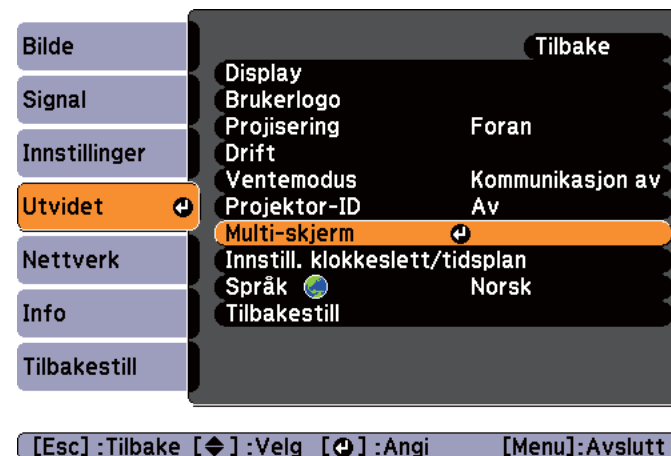 Bilde
Signal
Innstillinger
Utvidet
Nettverk
Info
Tilbakestill
Tilbake
Display
Brukerlogo
Projisering Foran
Drift
Ventemodus Kommunikasjon av
Projektor-ID Av
Multi-skjerm
Innstill. klokkeslett/tidsplan
Språk Norsk
Tilbakestill
[Esc] :Tilbake [◆] :Velg [↵] :Angi [Menu]:Avslutt